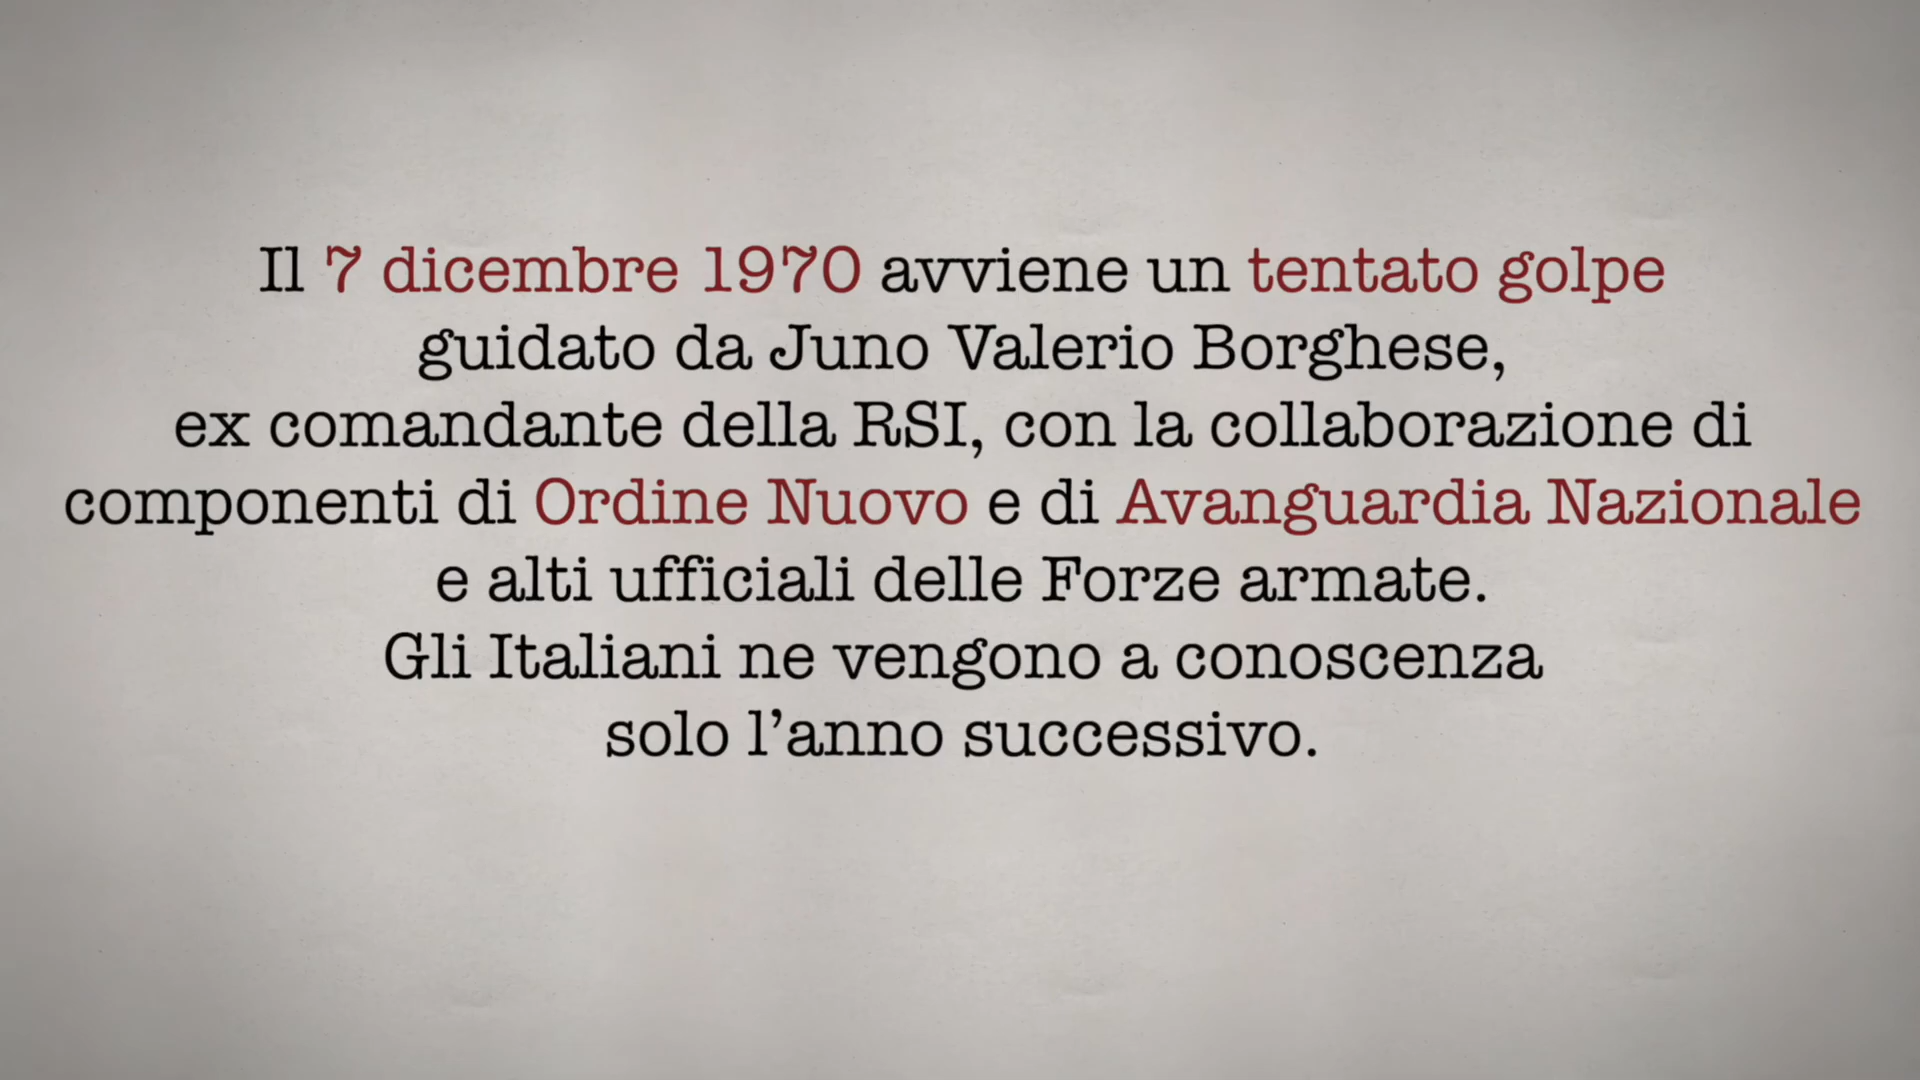 Il 7 dicembre 1970 avviene un tentato golpe
guidato da Juno Valerio Borghese,
ex comandante della RSI, con la collaborazione di
componenti di Ordine Nuovo e di Avanguardia Nazionale
e alti ufficiali delle Forze armate.
Gli Italiani ne vengono a conoscenza
solo l’anno successivo.